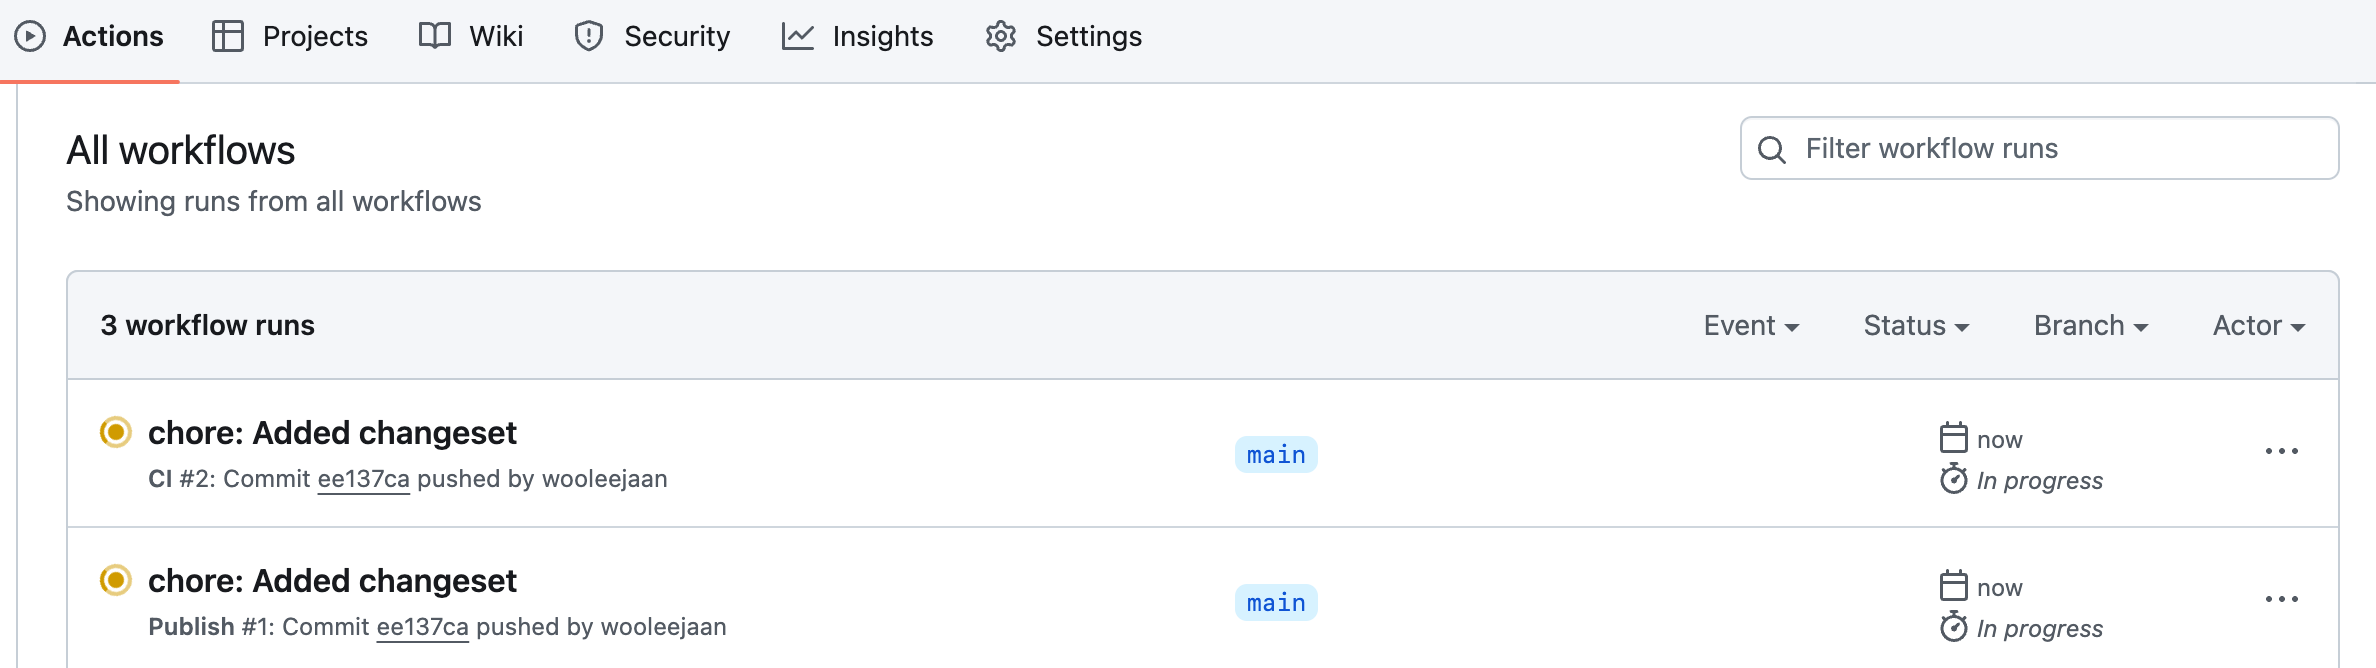 Actions Projects Wiki Security Insights Settings
All workflows
Filter workflow runs
Showing runs from all workflows
3 workflow runs
Event Status Branch Actor
chore: Added changeset
main
now
CI #2: Commit ee137ca pushed by wooleejaan
In progress
chore: Added changeset
main
now
Publish #1: Commit ee137ca pushed by wooleejaan
In progress